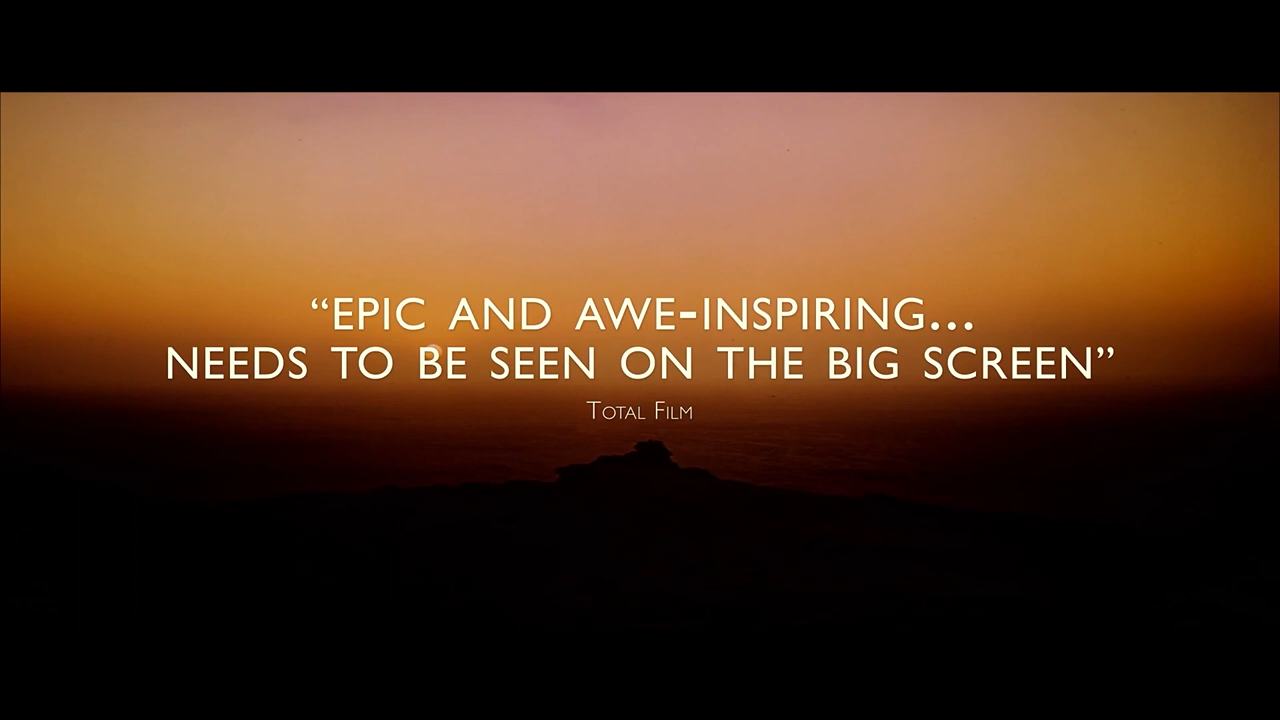 “EPIC AND AWE-INSPIRING...
NEEDS TO BE SEEN ON THE BIG SCREEN”
TOTAL FILM